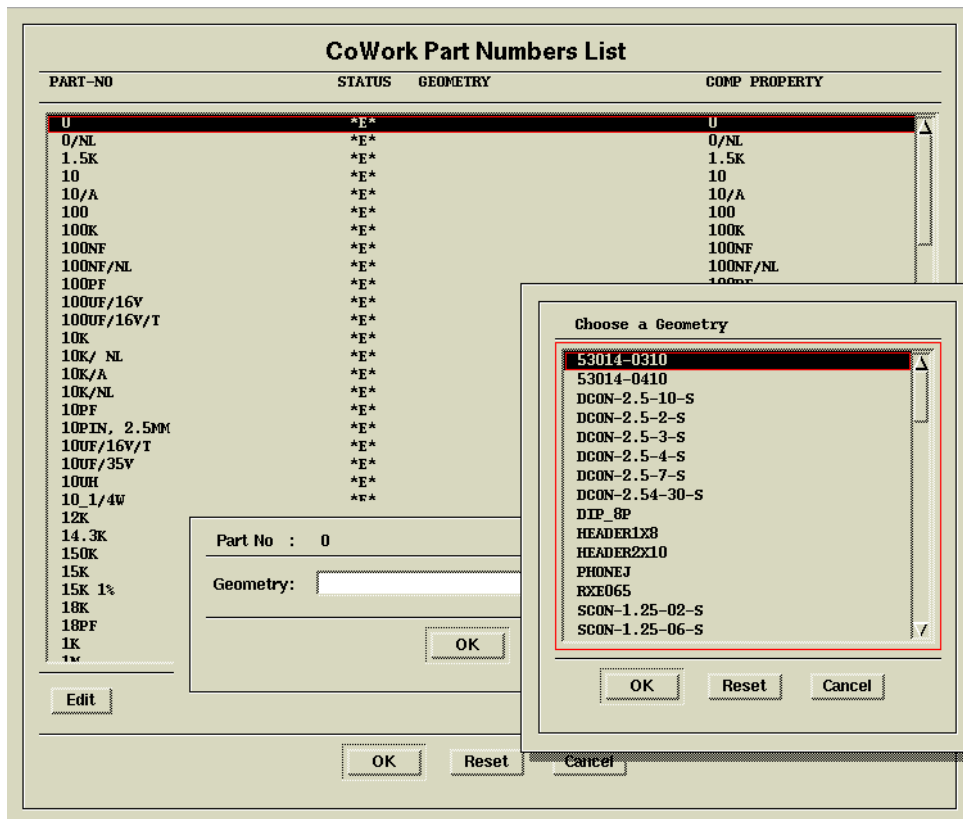 CoWork Part Numbers List
PART-NO STATUS GEOMETRY COMP PROPERTY
0 *E* 0
0/NL *E* 0/NL
1.5K *E* 1.5K
10 *E* 10
10/A *E* 10/A
100 *E* 100
100K *E* 100K
100NF *E* 100NF
100NF/NL *E* 100NF/NL
100PF *E* 100PF
100UF/16V *E*
100UF/16V/T *E*
10K *E*
10K/ NL *E*
10K/A *E*
10K/NL *E*
10PF *E*
10PIN, 2.5MM *E*
10UF/16V/T *E*
10UF/35V *E*
10UH *E*
10_1/4W *E*
12K
14.3K
150K
15K
15K 1%
18K
18PF
1K
1M
Edit
OK Reset Cancel
Part No : 0
Geometry:
OK
Choose a Geometry
53014-0310
53014-0410
DCON-2.5-10-S
DCON-2.5-2-S
DCON-2.5-3-S
DCON-2.5-4-S
DCON-2.5-7-S
DCON-2.54-30-S
DIP_8P
HEADER1X8
HEADER2X10
PHONEJ
RXE065
SCON-1.25-02-S
SCON-1.25-06-S
OK Reset Cancel